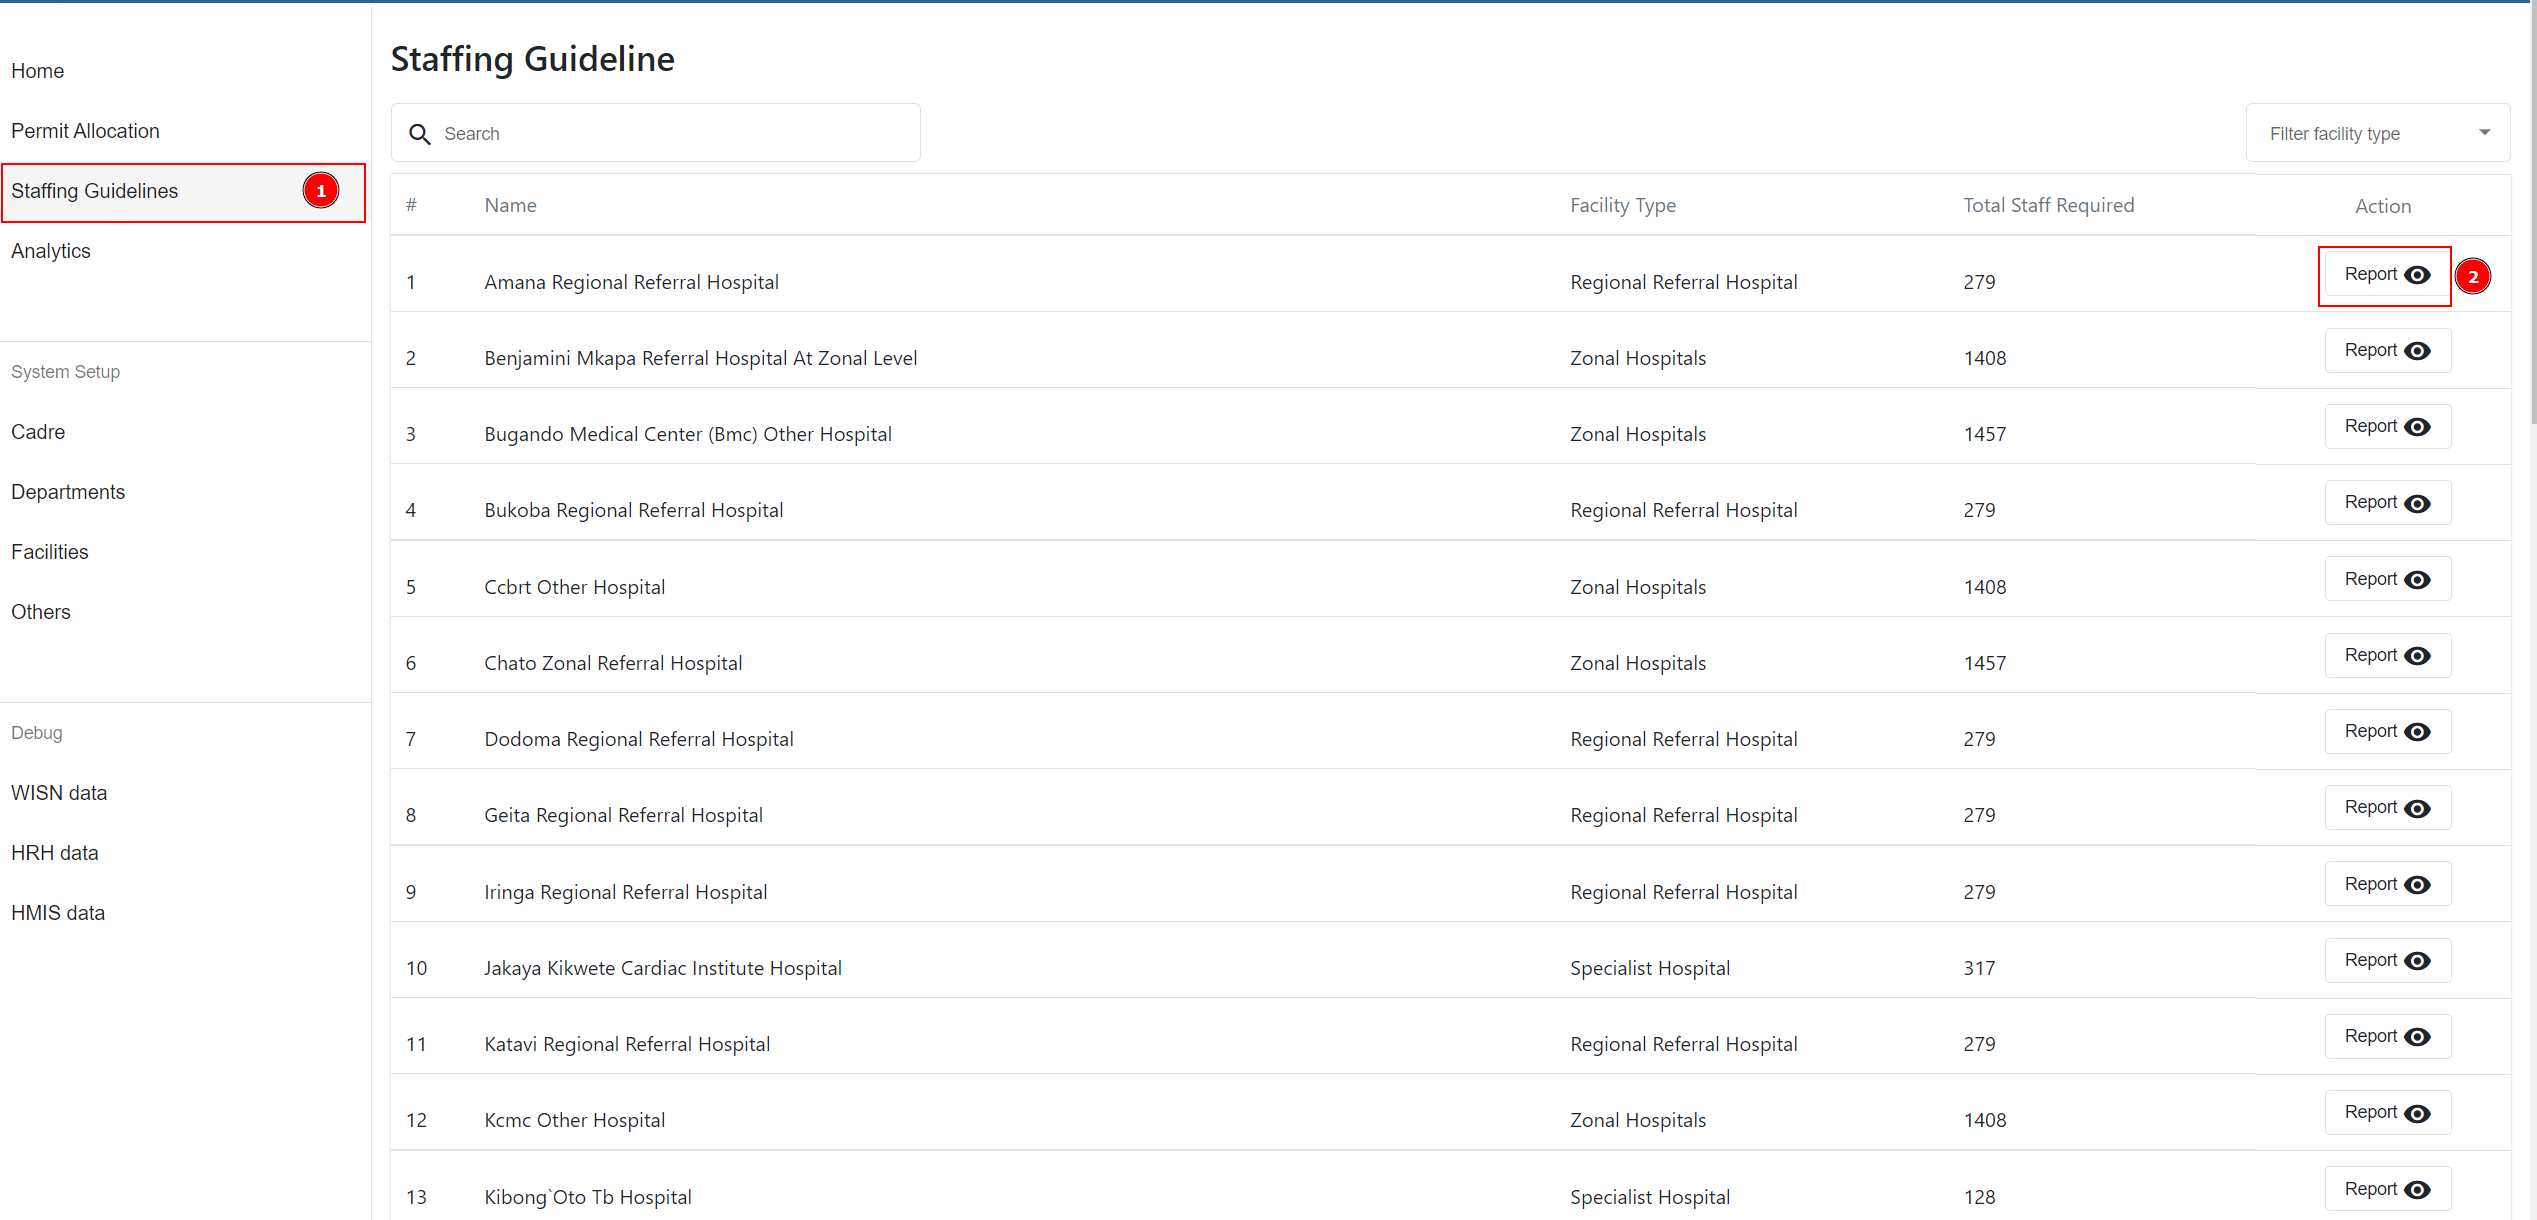 Home
Permit Allocation
Staffing Guidelines 1
Analytics
System Setup
Cadre
Departments
Facilities
Others
Debug
WISN data
HRH data
HMIS data
Staffing Guideline
Search
Filter facility type
# Name Facility Type Total Staff Required Action
1 Amana Regional Referral Hospital Regional Referral Hospital 279 Report 2
2 Benjamini Mkapa Referral Hospital At Zonal Level Zonal Hospitals 1408 Report
3 Bugando Medical Center (Bmc) Other Hospital Zonal Hospitals 1457 Report
4 Bukoba Regional Referral Hospital Regional Referral Hospital 279 Report
5 Ccbrt Other Hospital Zonal Hospitals 1408 Report
6 Chato Zonal Referral Hospital Zonal Hospitals 1457 Report
7 Dodoma Regional Referral Hospital Regional Referral Hospital 279 Report
8 Geita Regional Referral Hospital Regional Referral Hospital 279 Report
9 Iringa Regional Referral Hospital Regional Referral Hospital 279 Report
10 Jakaya Kikwete Cardiac Institute Hospital Specialist Hospital 317 Report
11 Katavi Regional Referral Hospital Regional Referral Hospital 279 Report
12 Kcmc Other Hospital Zonal Hospitals 1408 Report
13 Kibong`Oto Tb Hospital Specialist Hospital 128 Report